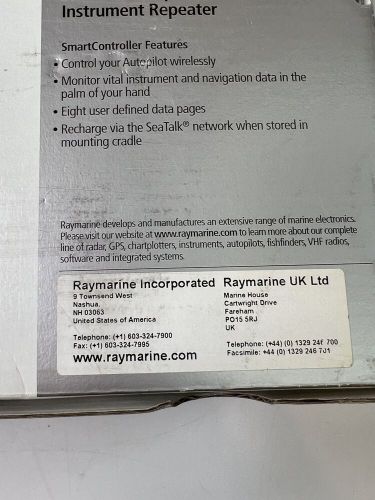 Instrument Repeater
SmartController Features
• Control your Autopilot wirelessly
• Monitor vital instrument and navigation data in the
palm of your hand
• Eight user defined data pages
• Recharge via the SeaTalk® network when stored in
mounting cradle
Raymarine develops and manufactures an extensive range of marine electronics.
Please visit our website at www.raymarine.com to learn more about our complete
line of radar, GPS, chartplotters, instruments, autopilots, fishfinders, VHF radios,
software and integrated systems.
Raymarine Incorporated
9 Townsend West
Nashua,
NH 03063
United States of America
Telephone: (+1) 603-324-7900
Fax: (+1) 603-324-7995
www.raymarine.com
Raymarine UK Ltd
Marine House
Cartwright Drive
Fareham
PO15 5RJ
UK
Telephone: (+44) (0) 1329 700
Facsimile: +44 (0) 1329 246